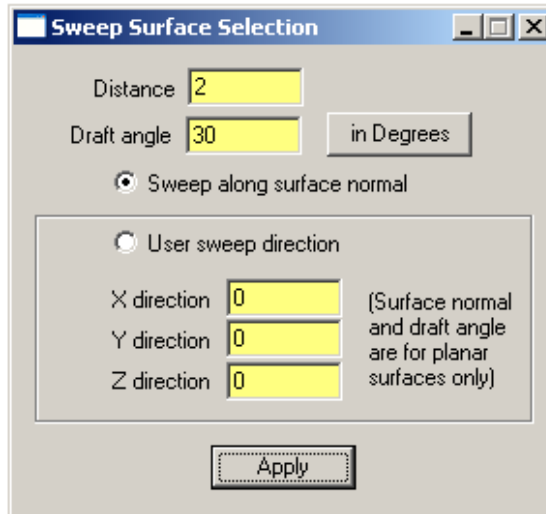 Sweep Surface Selection
Distance 2
Draft angle 30 in Degrees
Sweep along surface normal
User sweep direction
X direction 0
Y direction 0
Z direction 0
(Surface normal
and draft angle
are for planar
surfaces only)
Apply